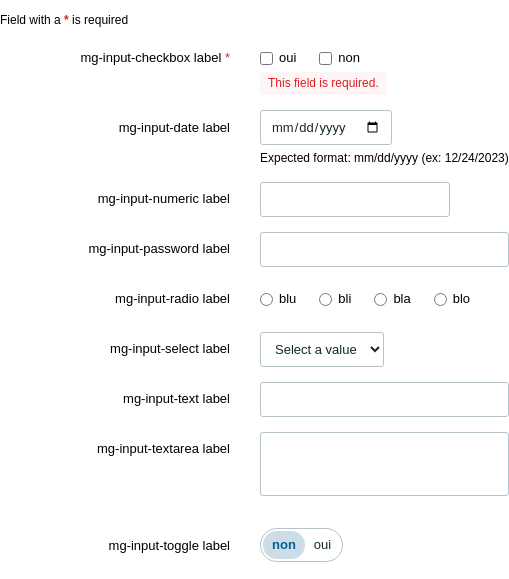 Field with a * is required
mg-input-checkbox label * oui non
This field is required.
mg-input-date label mm/dd/yyyy
Expected format: mm/dd/yyyy (ex: 12/24/2023)
mg-input-numeric label
mg-input-password label
mg-input-radio label blu bli bla blo
mg-input-select label Select a value
mg-input-text label
mg-input-textarea label
mg-input-toggle label non oui